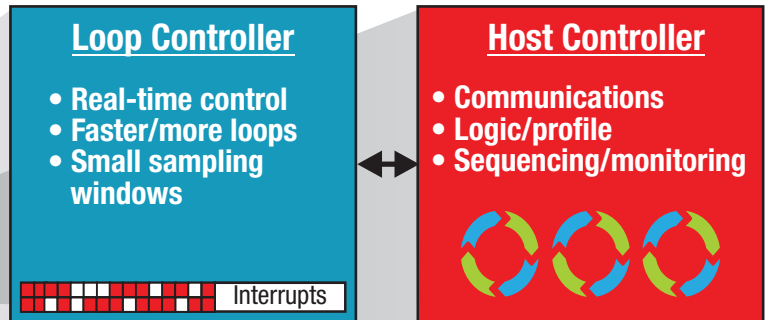 Loop Controller
• Real-time control
• Faster/more loops
• Small sampling
windows
Interrupts
Host Controller
• Communications
• Logic/profile
• Sequencing/monitoring